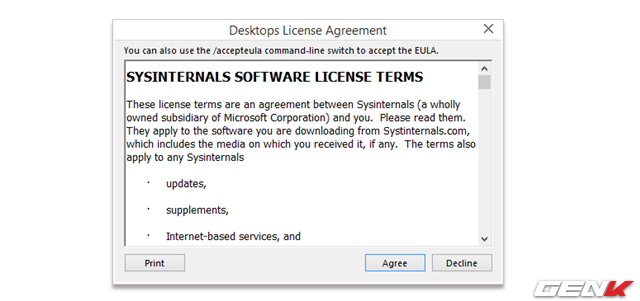 Desktops License Agreement
You can also use the /accepteula command-line switch to accept the EULA.
SYSINTERNALS SOFTWARE LICENSE TERMS
These license terms are an agreement between Sysinternals (a wholly
owned subsidiary of Microsoft Corporation) and you.  Please read them.
They apply to the software you are downloading from Systinternals.com,
which includes the media on which you received it, if any.  The terms also
apply to any Sysinternals
· updates,
· supplements,
· Internet-based services, and
Print Agree Decline
GENK